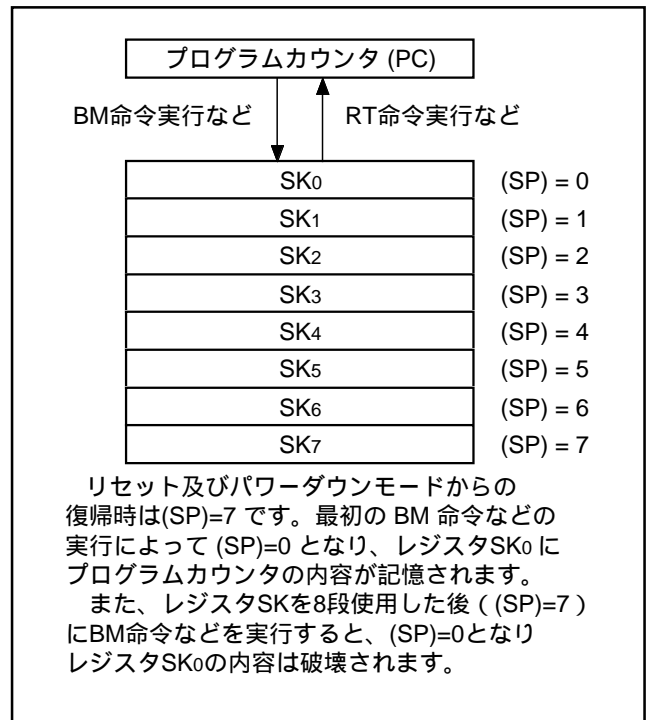 プログラムカウンタ (PC)
BM命令実行など RT命令実行など
SK0 (SP) = 0
SK1 (SP) = 1
SK2 (SP) = 2
SK3 (SP) = 3
SK4 (SP) = 4
SK5 (SP) = 5
SK6 (SP) = 6
SK7 (SP) = 7
リセット及びパワーダウンモードからの
復帰時は(SP)=7 です。最初の BM 命令などの
実行によって (SP)=0 となり、レジスタSK0 に
プログラムカウンタの内容が記憶されます。
また、レジスタSKを8段使用した後（(SP)=7）
にBM命令などを実行すると、(SP)=0となり
レジスタSK0の内容は破壊されます。